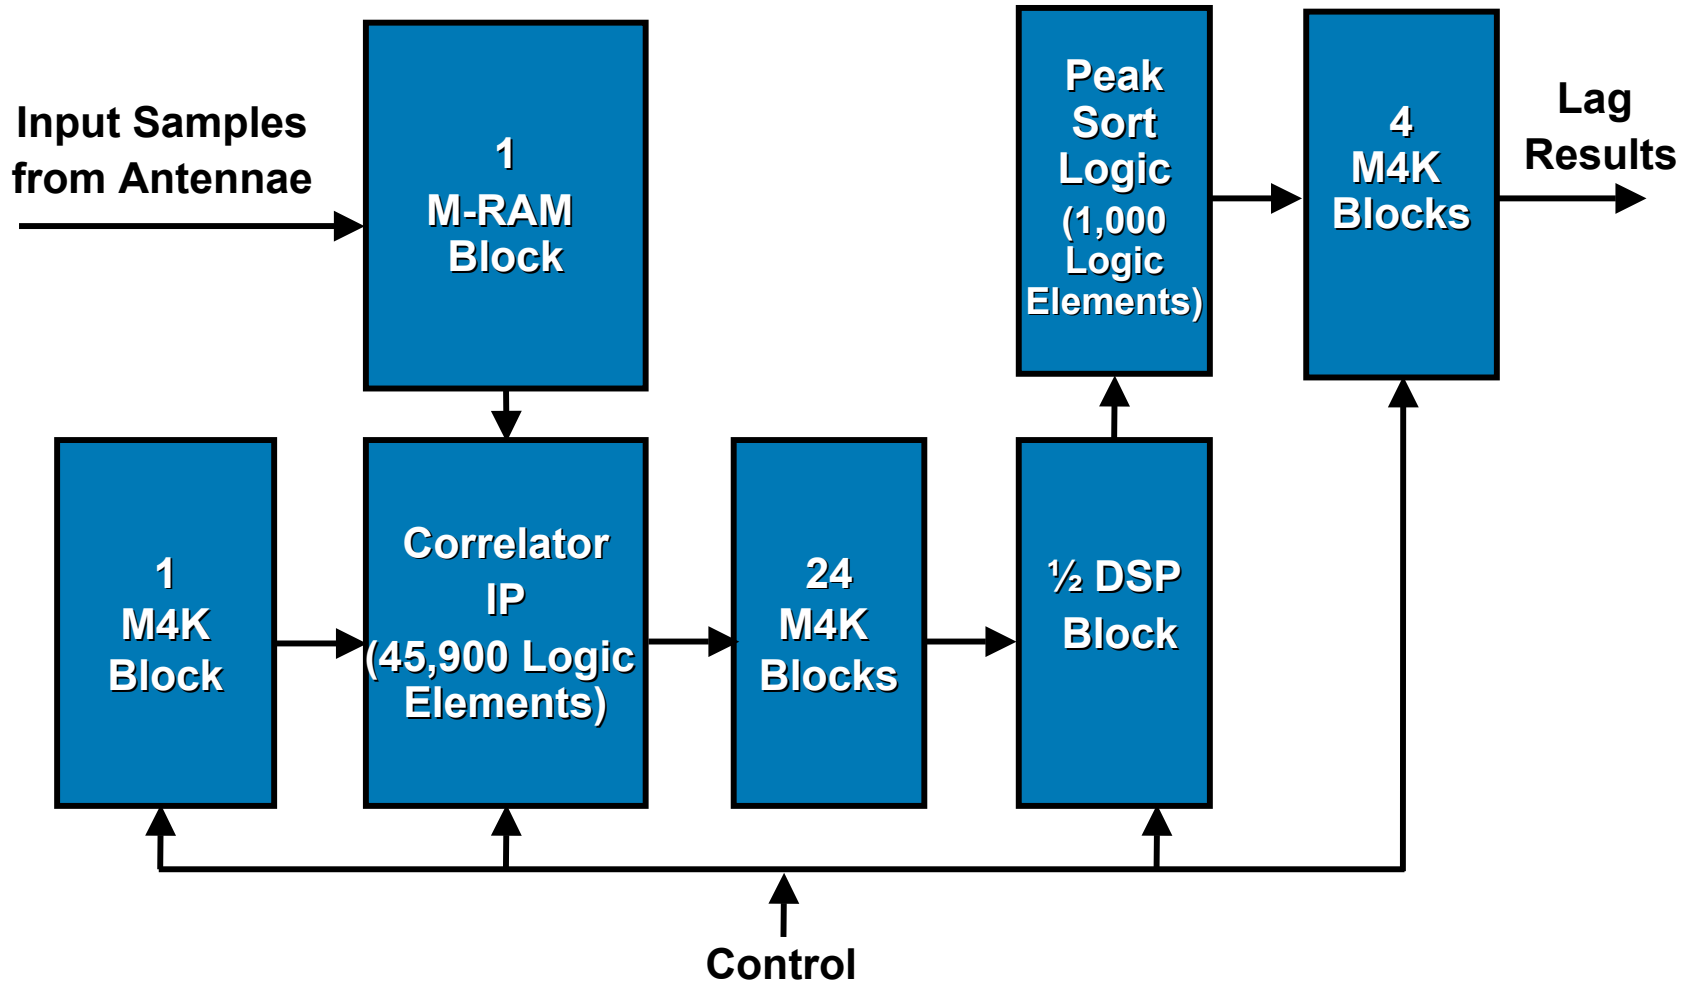 Input Samples
from Antennae
1
M-RAM
Block
Peak
Sort
Logic
(1,000
Logic
Elements)
4
M4K
Blocks
Lag
Results
1
M4K
Block
Correlator
IP
(45,900 Logic
Elements)
24
M4K
Blocks
½ DSP
Block
Control